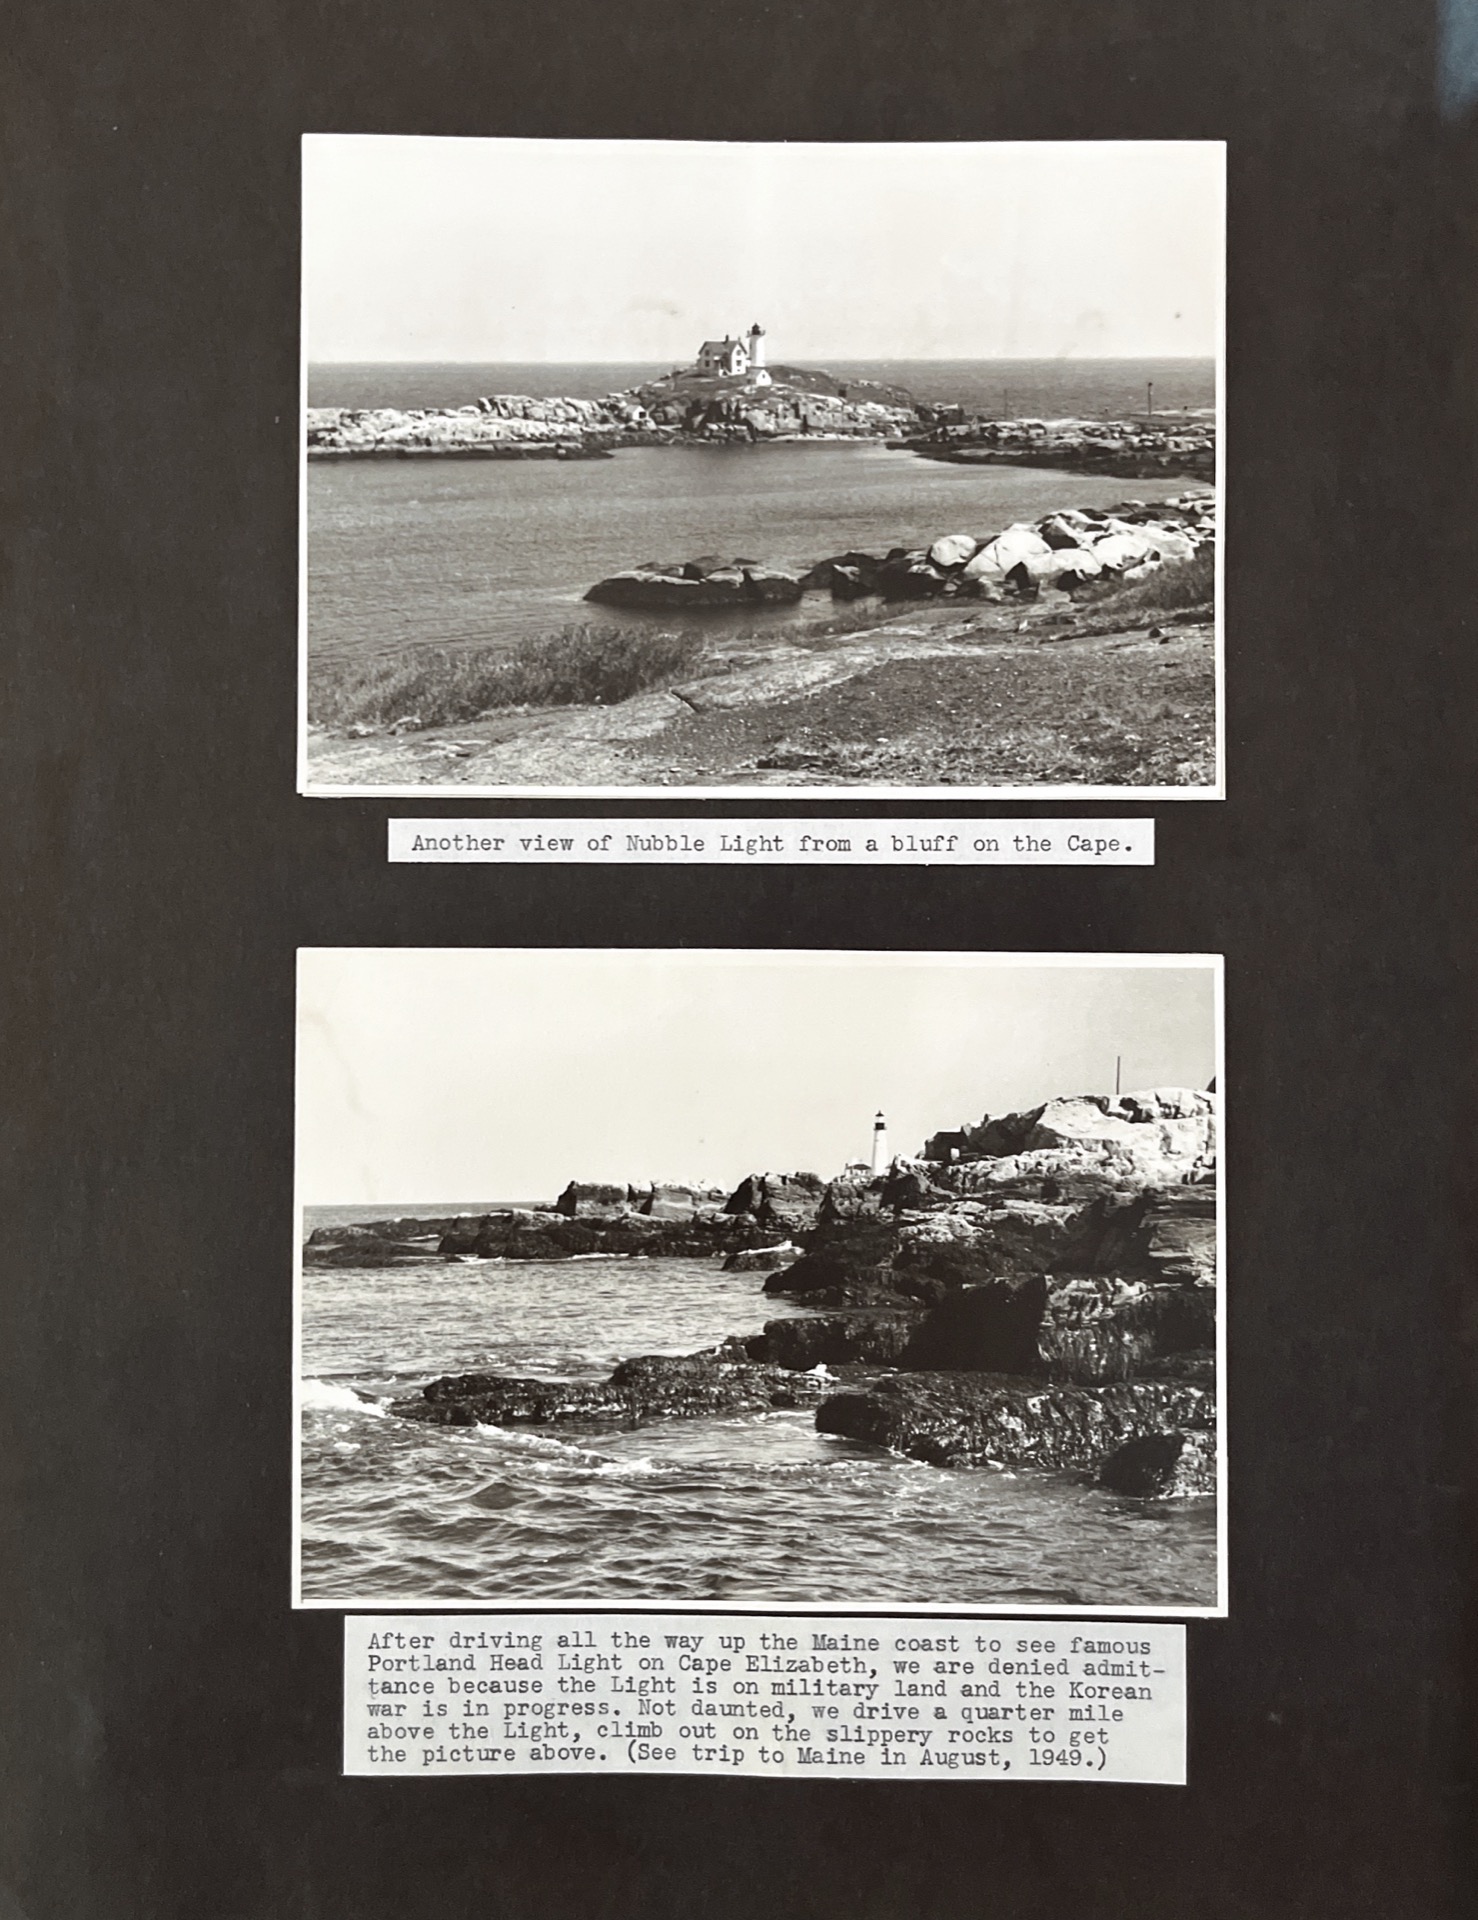 Another view of Nubble Light from a bluff on the Cape.
After driving all the way up the Maine coast to see famous
Portland Head Light on Cape Elizabeth, we are denied admit-
tance because the Light is on military land and the Korean
war is in progress. Not daunted, we drive a quarter mile
above the Light, climb out on the slippery rocks to get
the picture above. (See trip to Maine in August, 1949.)